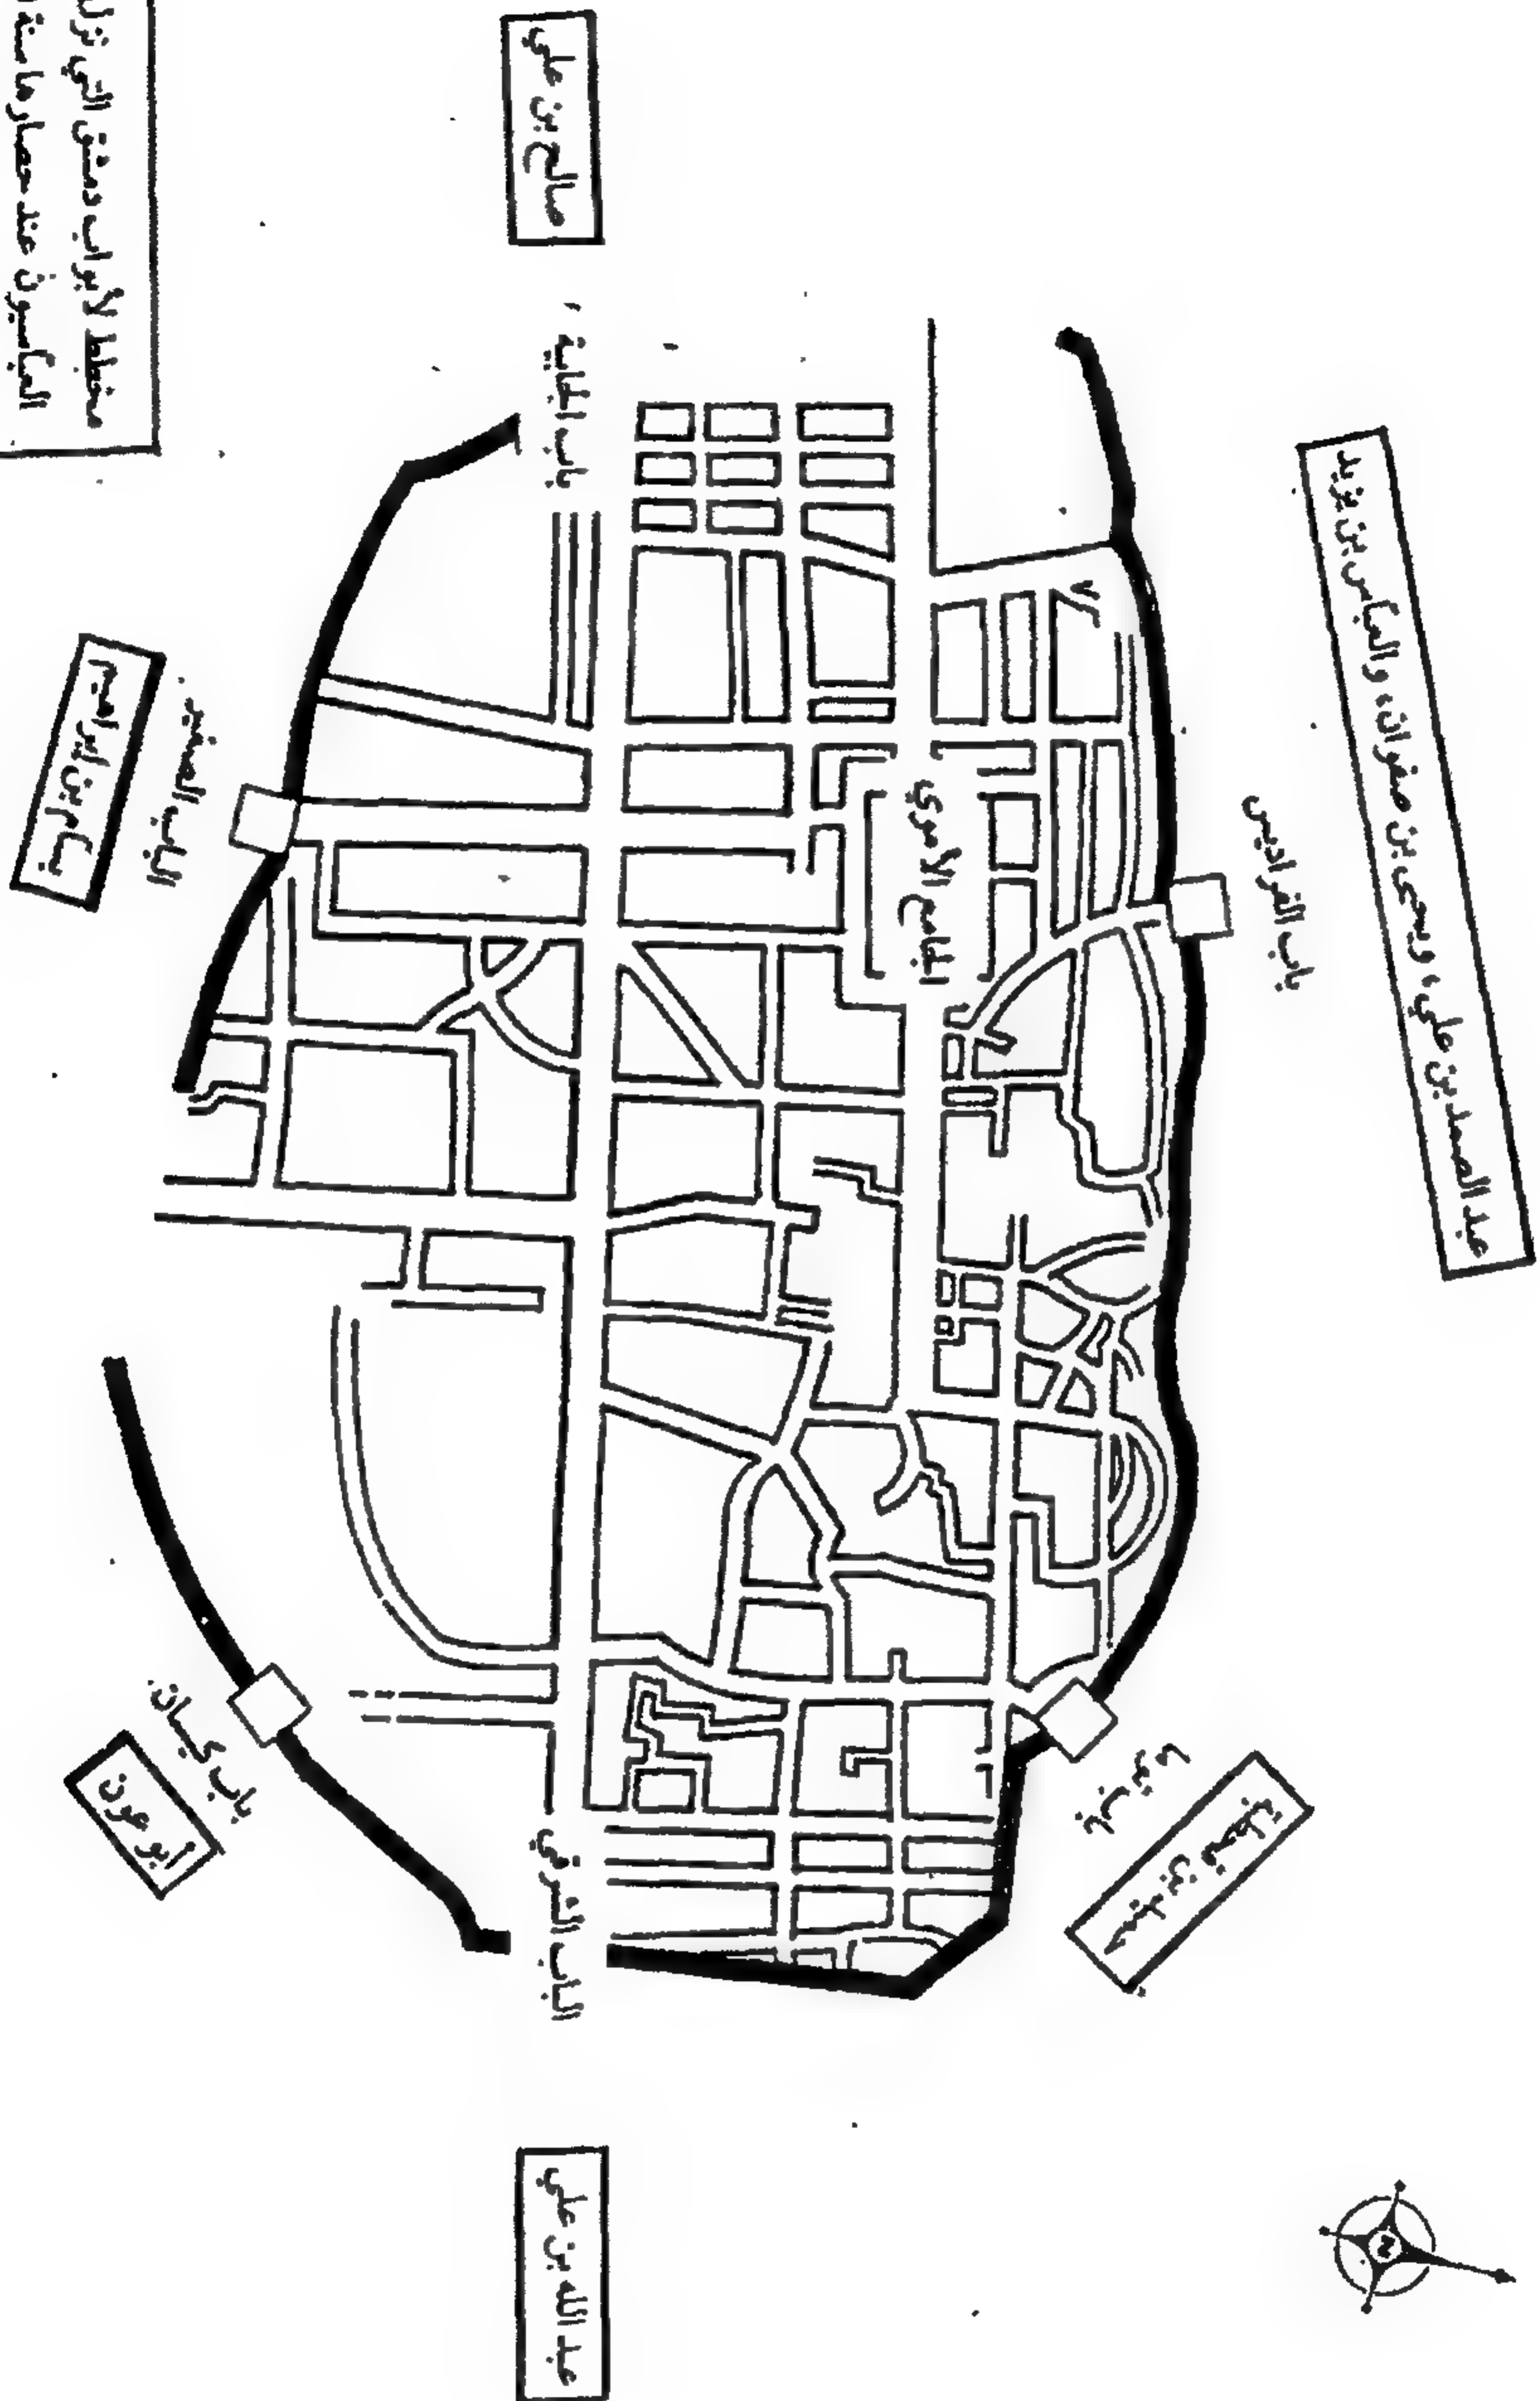 مخطط لأبواب دمشق التي نزل
العباسيون عند حصارها سنة
صالح بن علي
باب الجابية
عبد الصمد بن علي، ويحيى بن صفوان، والعباس بن يزيد
باب الفراديس
الجامع الأموي
الباب الصغير
بسام بن إبراهيم
باب توما
حميد بن قحطبة
باب كيسان
أبو عون
الباب الشرقي
عبد الله بن علي
N